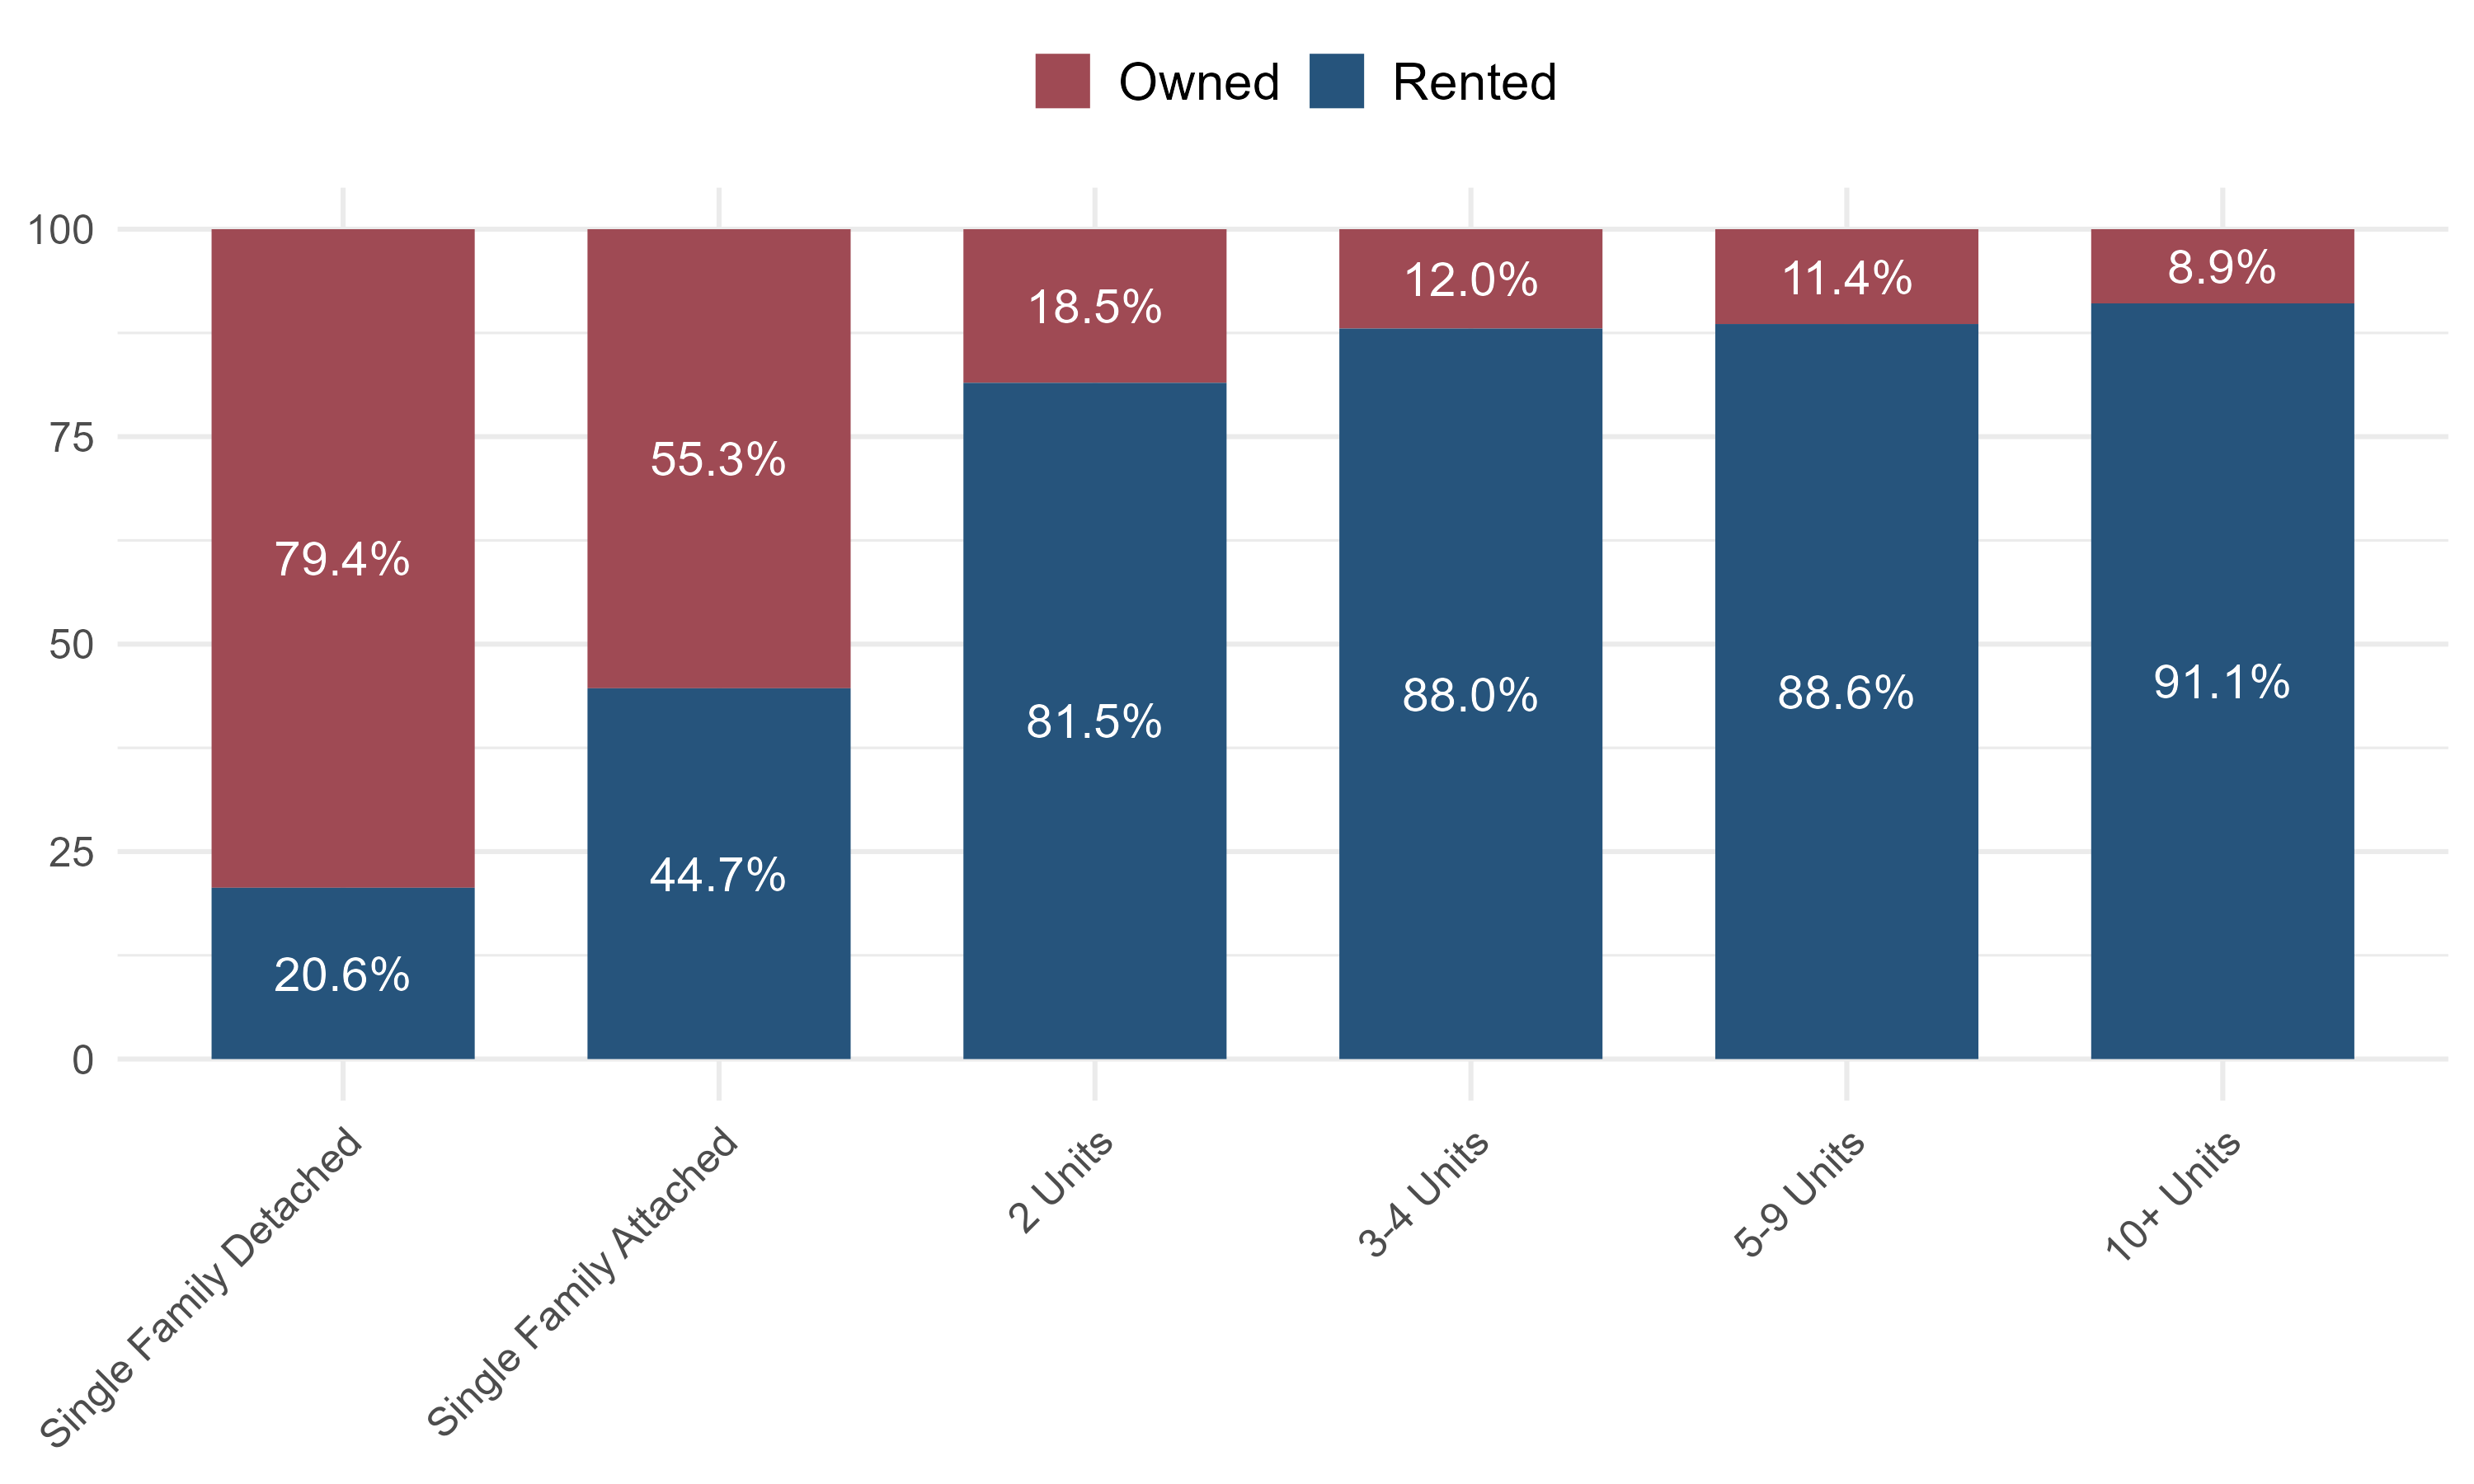 Owned Rented
100
75
50
25
0
79.4%
20.6%
55.3%
44.7%
18.5%
81.5%
12.0%
88.0%
11.4%
88.6%
8.9%
91.1%
Single Family Detached
Single Family Attached
2 Units
3-4 Units
5-9 Units
10+ Units